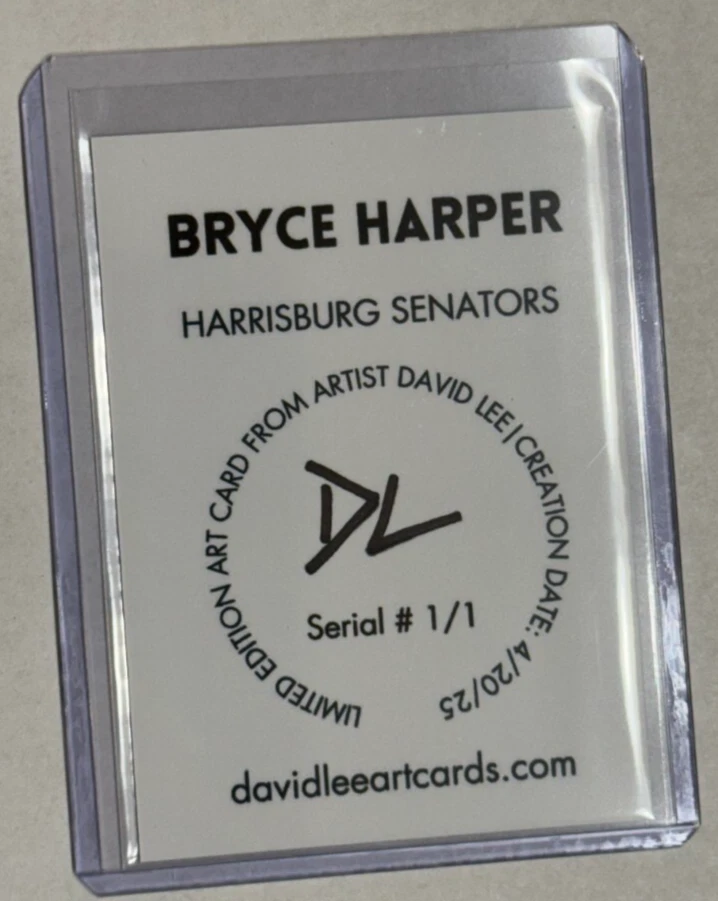 BRYCE HARPER
HARRISBURG SENATORS
LIMITED EDITION ART CARD FROM ARTIST DAVID LEE|CREATION DATE: 4/20/25
DL
Serial # 1/1
davidleeartcards.com